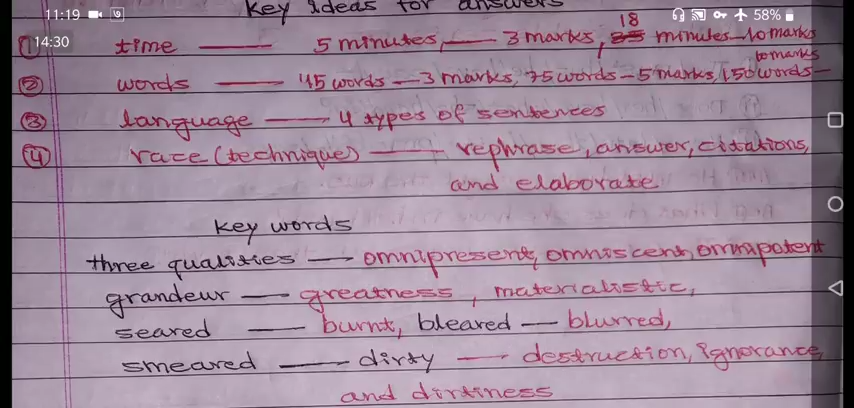 11:19 58%
14:30
key ideas for answers
① time — 5 minutes, — 3 marks, 18 minutes - 10 marks
② words — 45 words - 3 marks, 75 words - 5 marks, 150 words - 10 marks
③ language — 4 types of sentences
④ race (technique) — rephrase, answer, citations,
and elaborate
key words
three qualities — omnipresent, omniscent, omnipotent
grandeur — greatness, materialistic,
seared — burnt, bleared — blurred,
smeared — dirty — destruction, ignorance,
and dirtiness